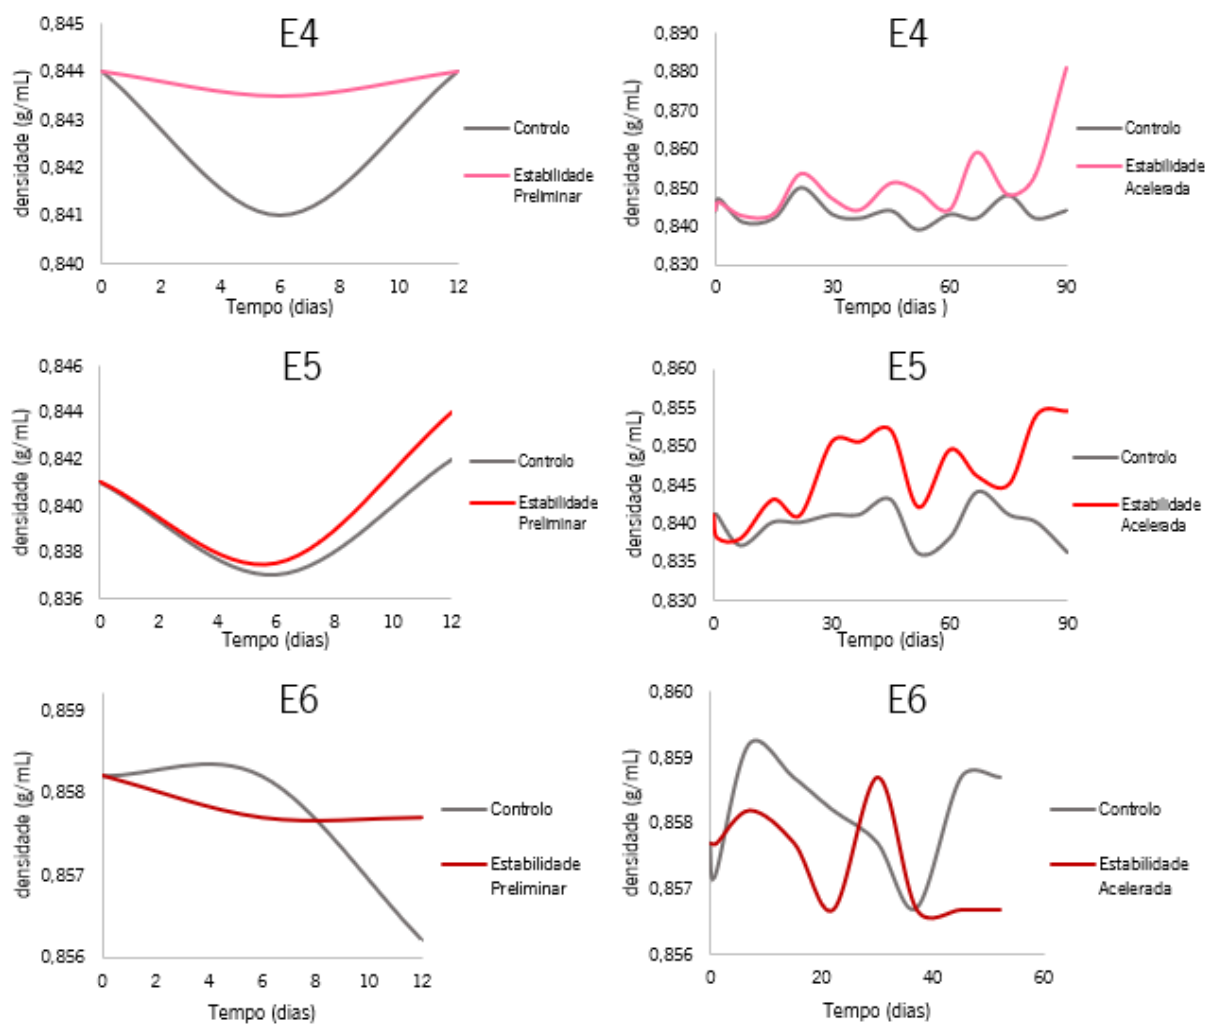 E4
densidade (g/mL)
0,845
0,844
0,843
0,842
0,841
0,840
0 2 4 6 8 10 12
Tempo (dias)
Controlo
Estabilidade
Preliminar
E4
densidade (g/mL)
0,890
0,880
0,870
0,860
0,850
0,840
0,830
0 30 60 90
Tempo (dias )
Controlo
Estabilidade
Acelerada
E5
densidade (g/mL)
0,846
0,844
0,842
0,840
0,838
0,836
0 2 4 6 8 10 12
Tempo (dias)
Controlo
Estabilidade
Preliminar
E5
densidade (g/mL)
0,860
0,855
0,850
0,845
0,840
0,835
0,830
0 30 60 90
Tempo (dias)
Controlo
Estabilidade
Acelerada
E6
densidade (g/mL)
0,859
0,858
0,857
0,856
0 2 4 6 8 10 12
Tempo (dias)
Controlo
Estabilidade
Preliminar
E6
densidade (g/mL)
0,860
0,859
0,858
0,857
0,856
0 20 40 60
Tempo (dias)
Controlo
Estabilidade
Acelerada